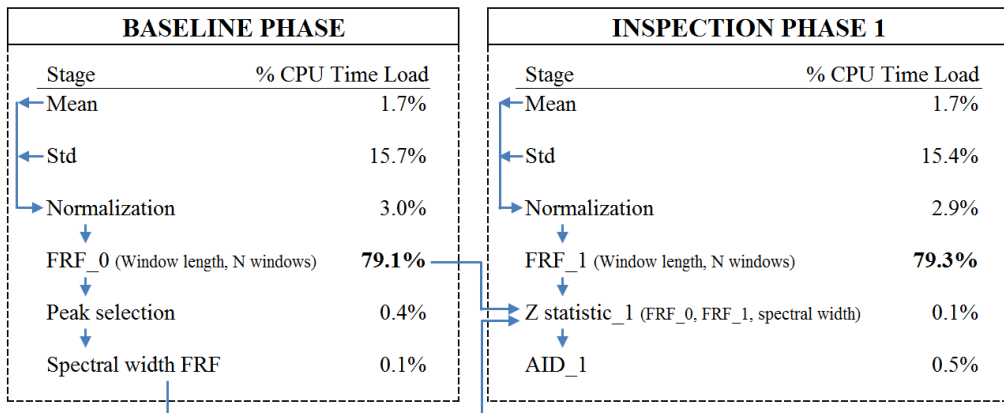 BASELINE PHASE
Stage % CPU Time Load
Mean 1.7%
Std 15.7%
Normalization 3.0%
FRF_0 (Window length, N windows) 79.1%
Peak selection 0.4%
Spectral width FRF 0.1%
INSPECTION PHASE 1
Stage % CPU Time Load
Mean 1.7%
Std 15.4%
Normalization 2.9%
FRF_1 (Window length, N windows) 79.3%
Z statistic_1 (FRF_0, FRF_1, spectral width) 0.1%
AID_1 0.5%